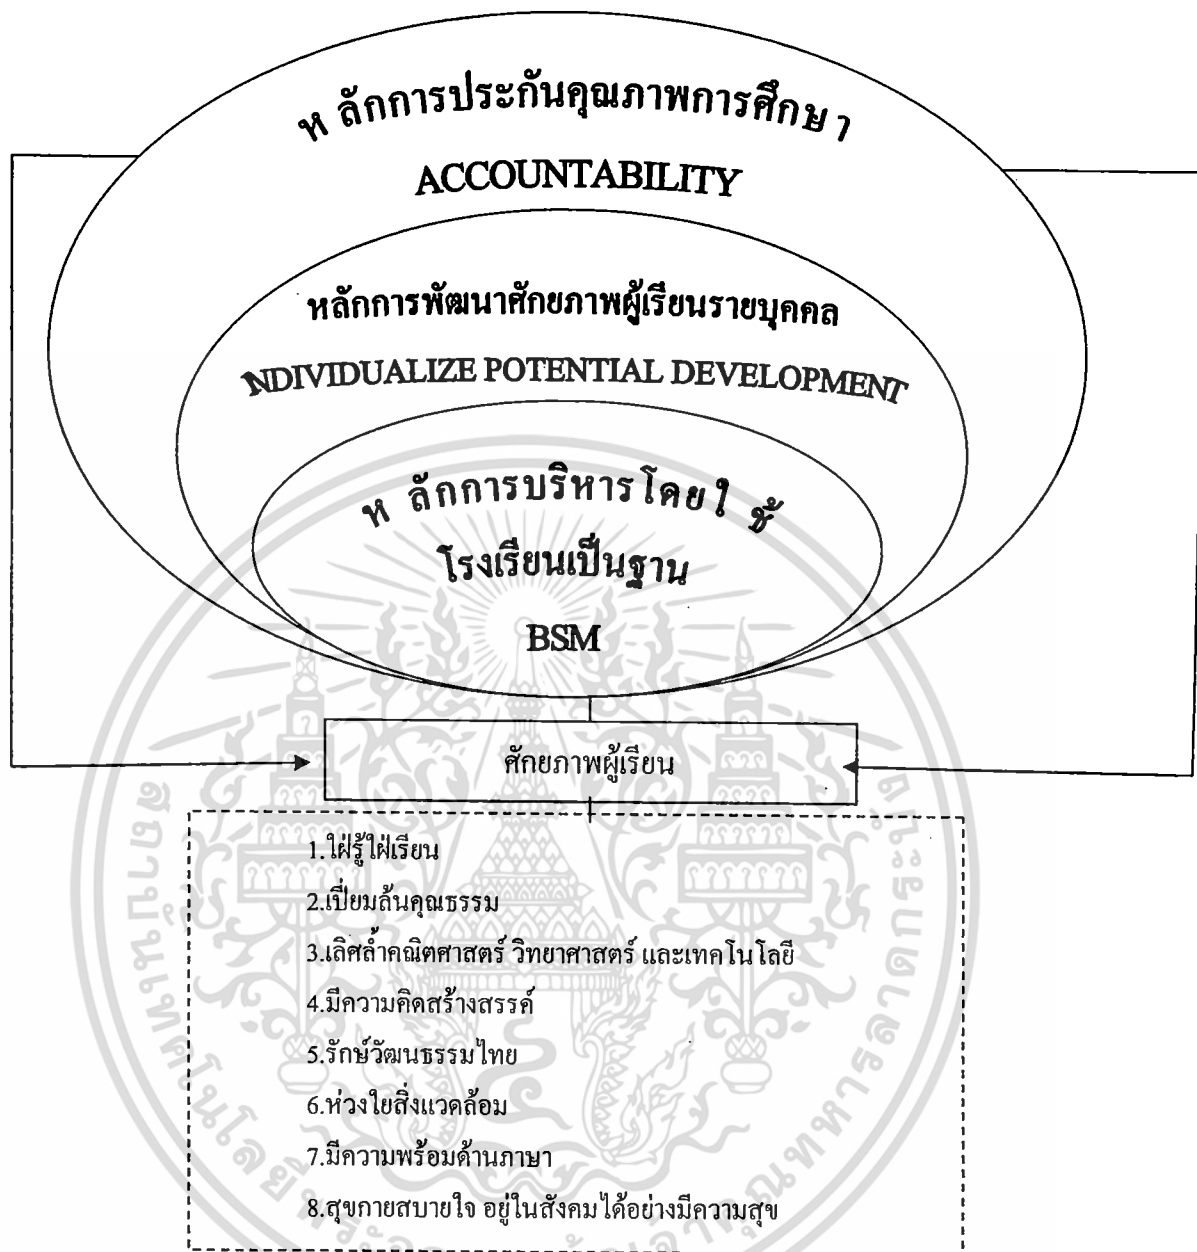 หลักการประกันคุณภาพการศึกษา
ACCOUNTABILITY
หลักการพัฒนาศักยภาพผู้เรียนรายบุคคล
NDIVIDUALIZE POTENTIAL DEVELOPMENT
หลักการบริหารโดยใช้
โรงเรียนเป็นฐาน
BSM
ศักยภาพผู้เรียน
1.ใฝ่รู้ใฝ่เรียน
2.เปี่ยมล้นคุณธรรม
3.เลิศล้ำคณิตศาสตร์ วิทยาศาสตร์ และเทคโนโลยี
4.มีความคิดสร้างสรรค์
5.รักษ์วัฒนธรรมไทย
6.ห่วงใยสิ่งแวดล้อม
7.มีความพร้อมด้านภาษา
8.สุขกายสบายใจ อยู่ในสังคมได้อย่างมีความสุข